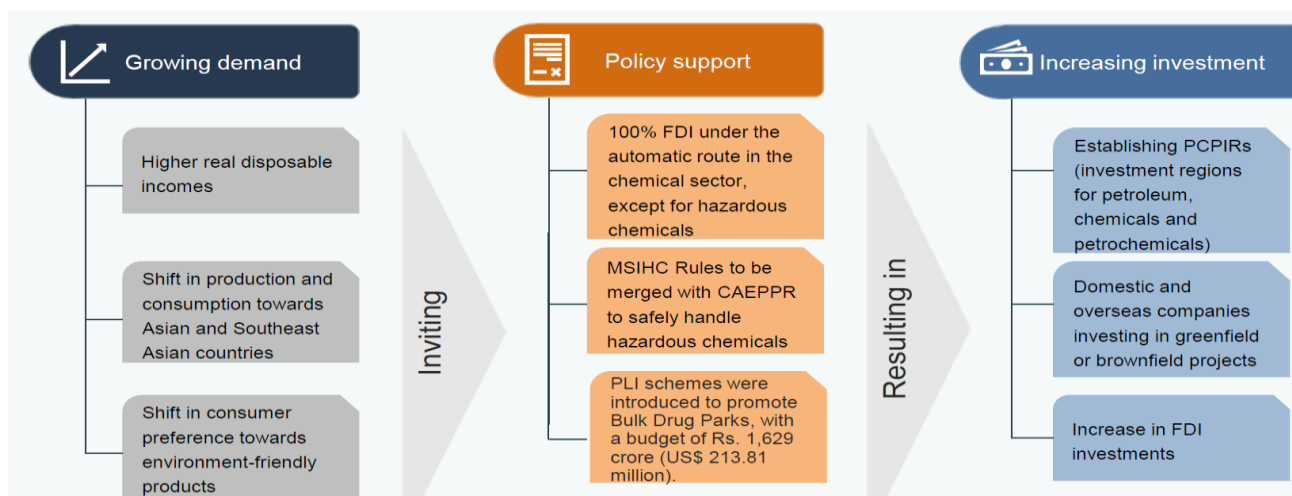 Growing demand
Higher real disposable
incomes
Shift in production and
consumption towards
Asian and Southeast
Asian countries
Shift in consumer
preference towards
environment-friendly
products
Inviting
Policy support
100% FDI under the
automatic route in the
chemical sector,
except for hazardous
chemicals
MSIHC Rules to be
merged with CAEPPR
to safely handle
hazardous chemicals
PLI schemes were
introduced to promote
Bulk Drug Parks, with
a budget of Rs. 1,629
crore (US$ 213.81
million).
Resulting in
Increasing investment
Establishing PCPIRs
(investment regions
for petroleum,
chemicals and
petrochemicals)
Domestic and
overseas companies
investing in greenfield
or brownfield projects
Increase in FDI
investments